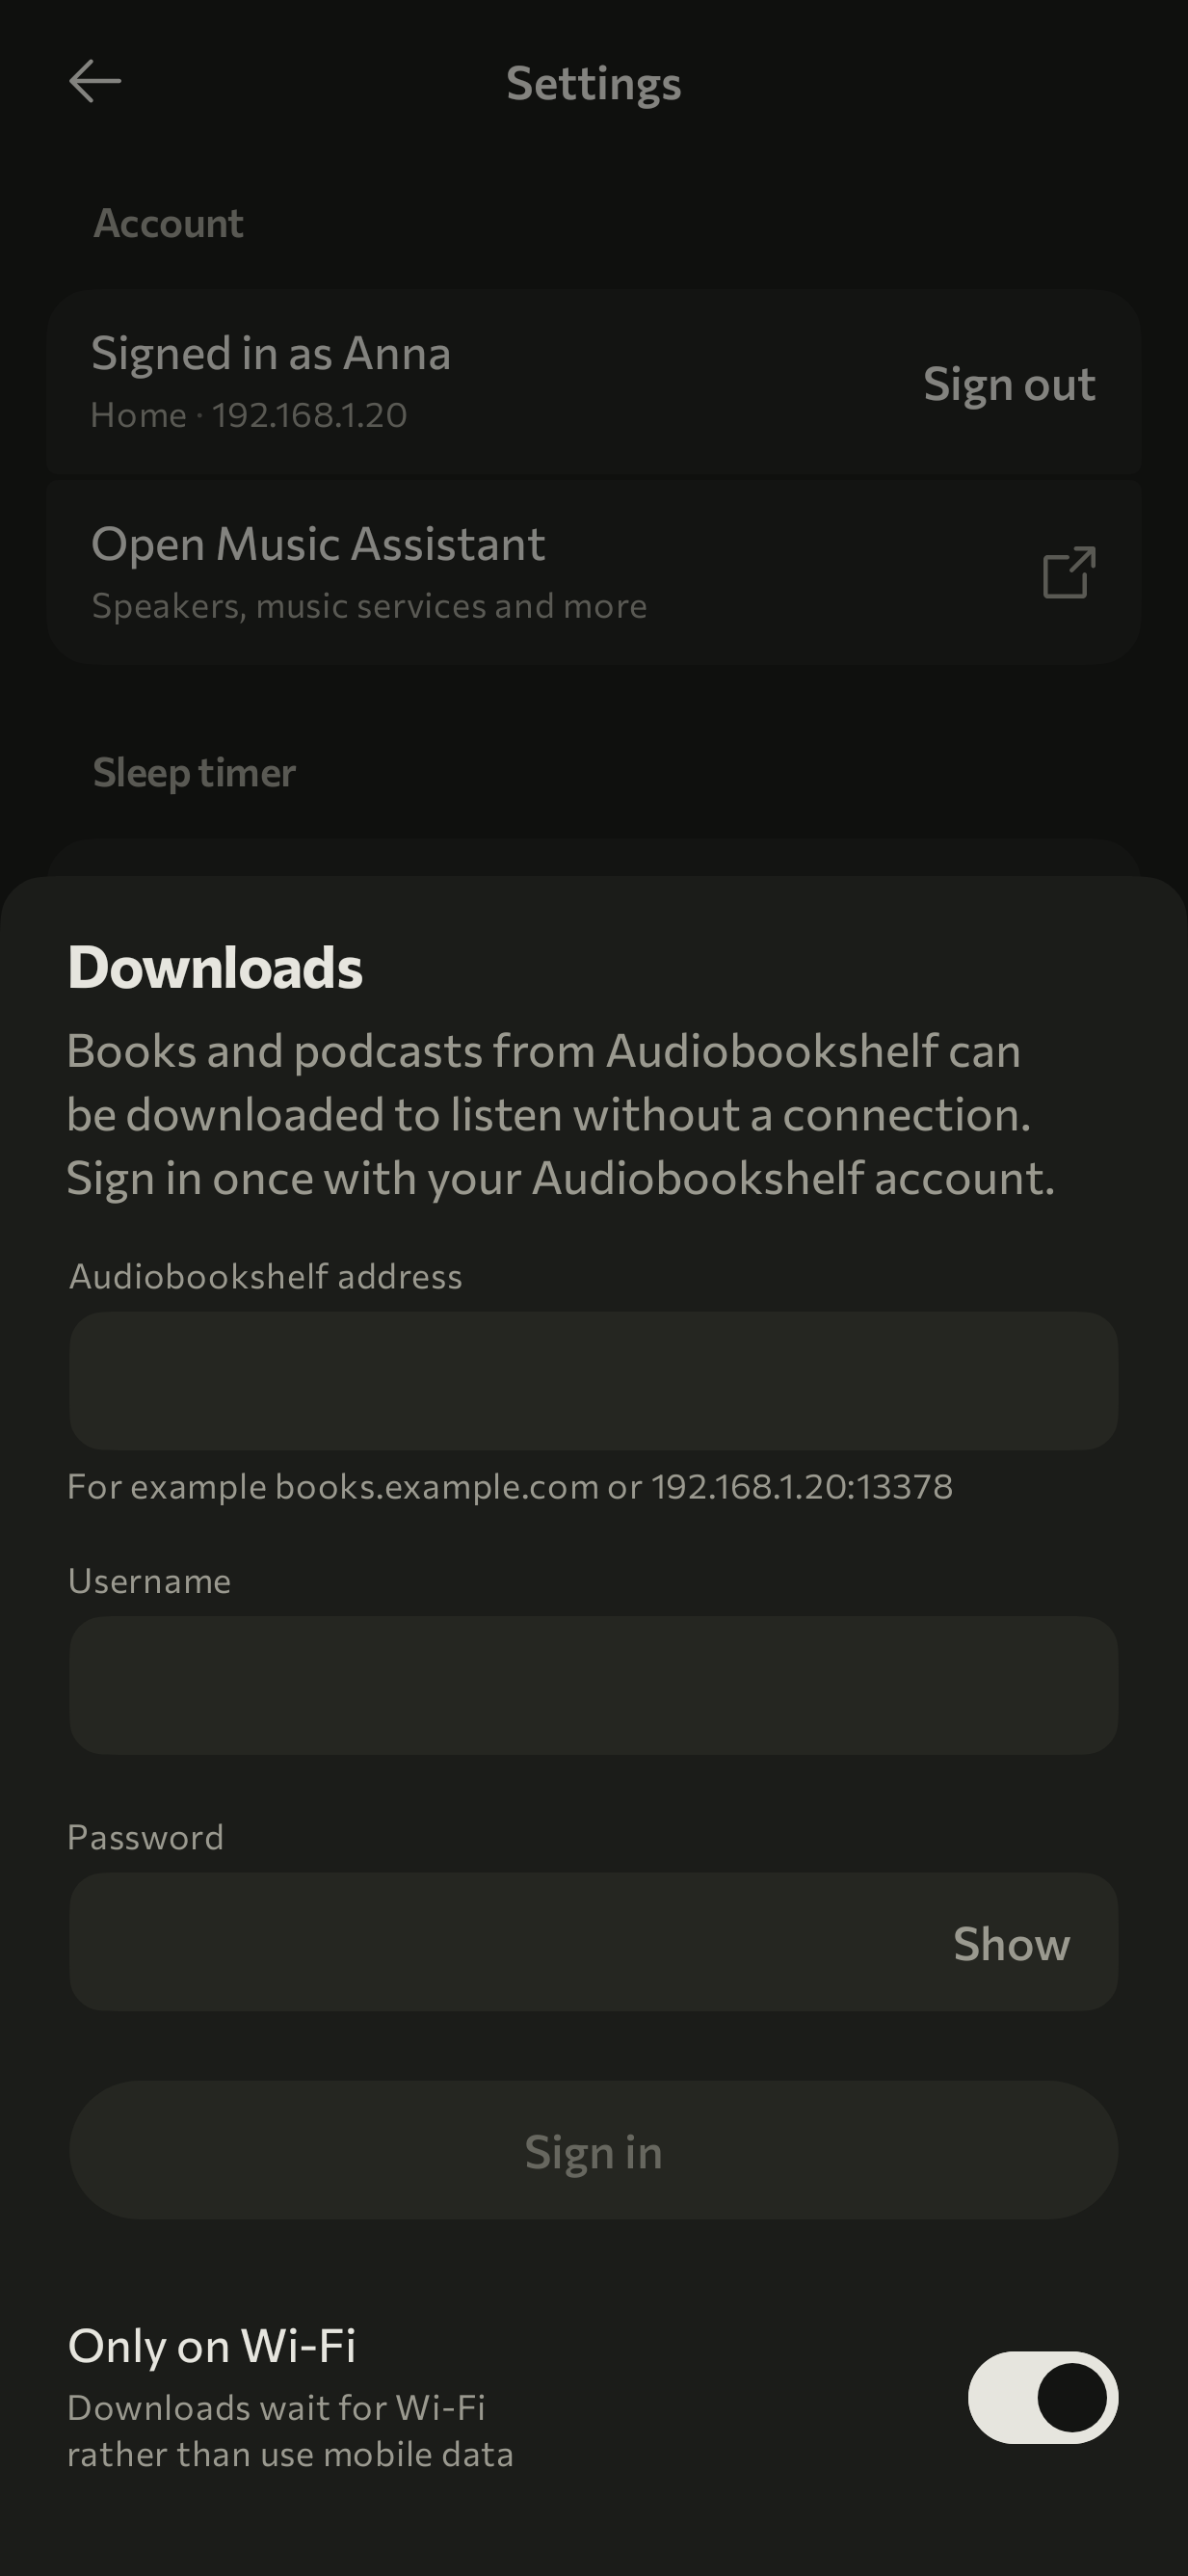 Settings
Account
Signed in as Anna
Home · 192.168.1.20
Sign out
Open Music Assistant
Speakers, music services and more
Sleep timer
Downloads
Books and podcasts from Audiobookshelf can
be downloaded to listen without a connection.
Sign in once with your Audiobookshelf account.
Audiobookshelf address
For example books.example.com or 192.168.1.20:13378
Username
Password
Show
Sign in
Only on Wi-Fi
Downloads wait for Wi-Fi
rather than use mobile data